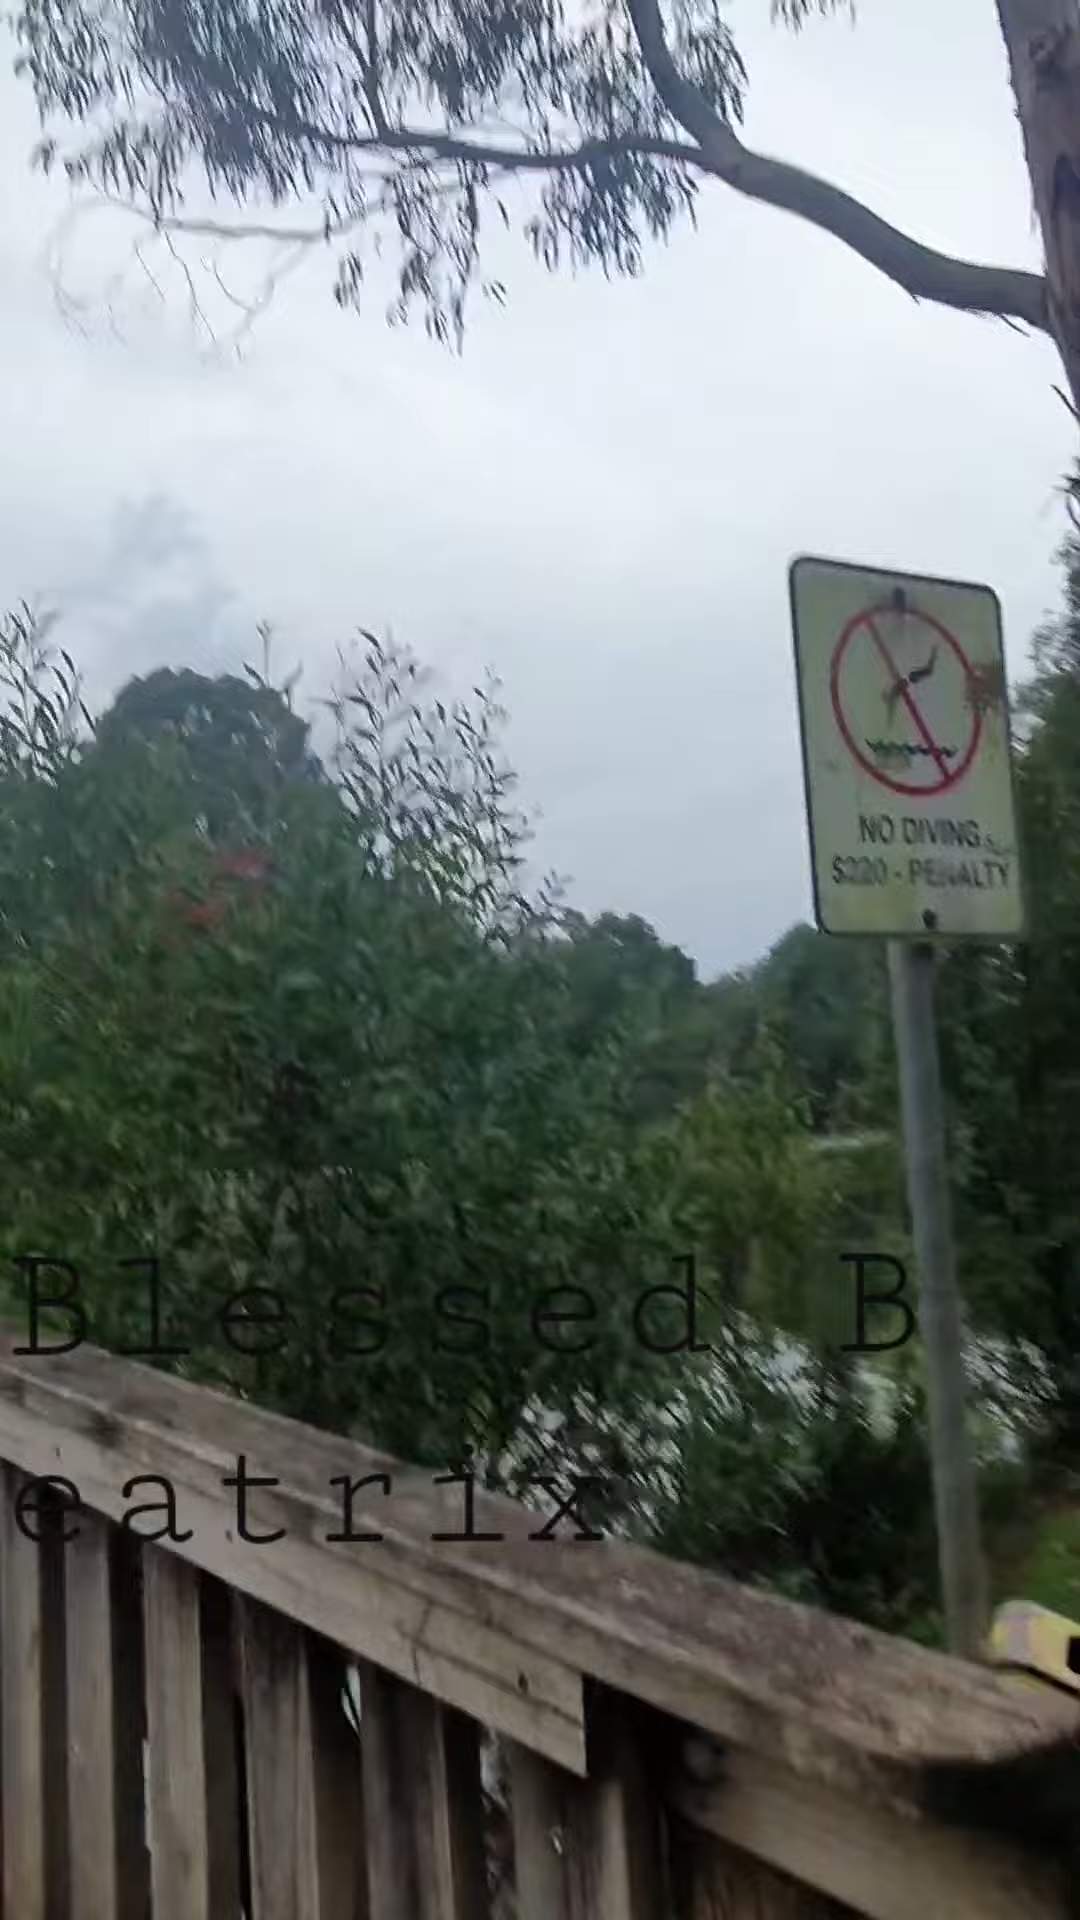 NO DIVING
$220 - PENALTY
Blessed B
eatrix